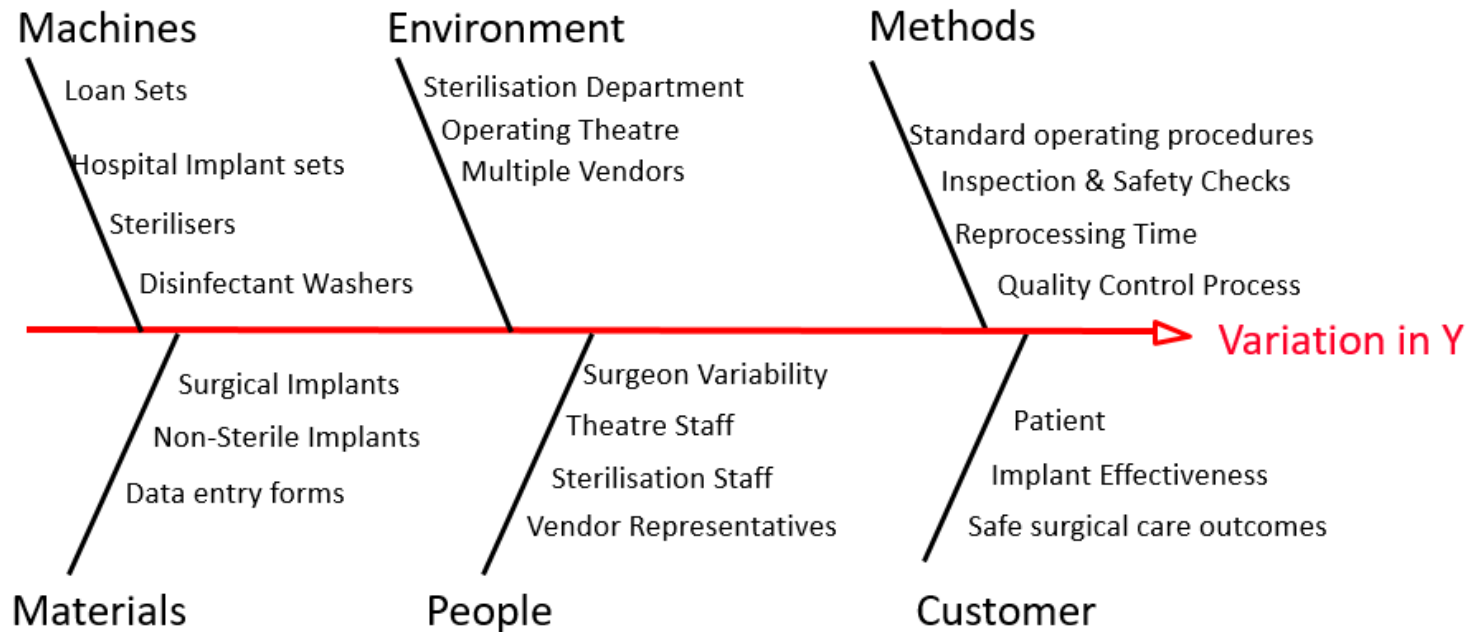 Machines
Loan Sets
Hospital Implant sets
Sterilisers
Disinfectant Washers
Environment
Sterilisation Department
Operating Theatre
Multiple Vendors
Methods
Standard operating procedures
Inspection & Safety Checks
Reprocessing Time
Quality Control Process
Variation in Y
Surgical Implants
Non-Sterile Implants
Data entry forms
Materials
Surgeon Variability
Theatre Staff
Sterilisation Staff
Vendor Representatives
People
Patient
Implant Effectiveness
Safe surgical care outcomes
Customer